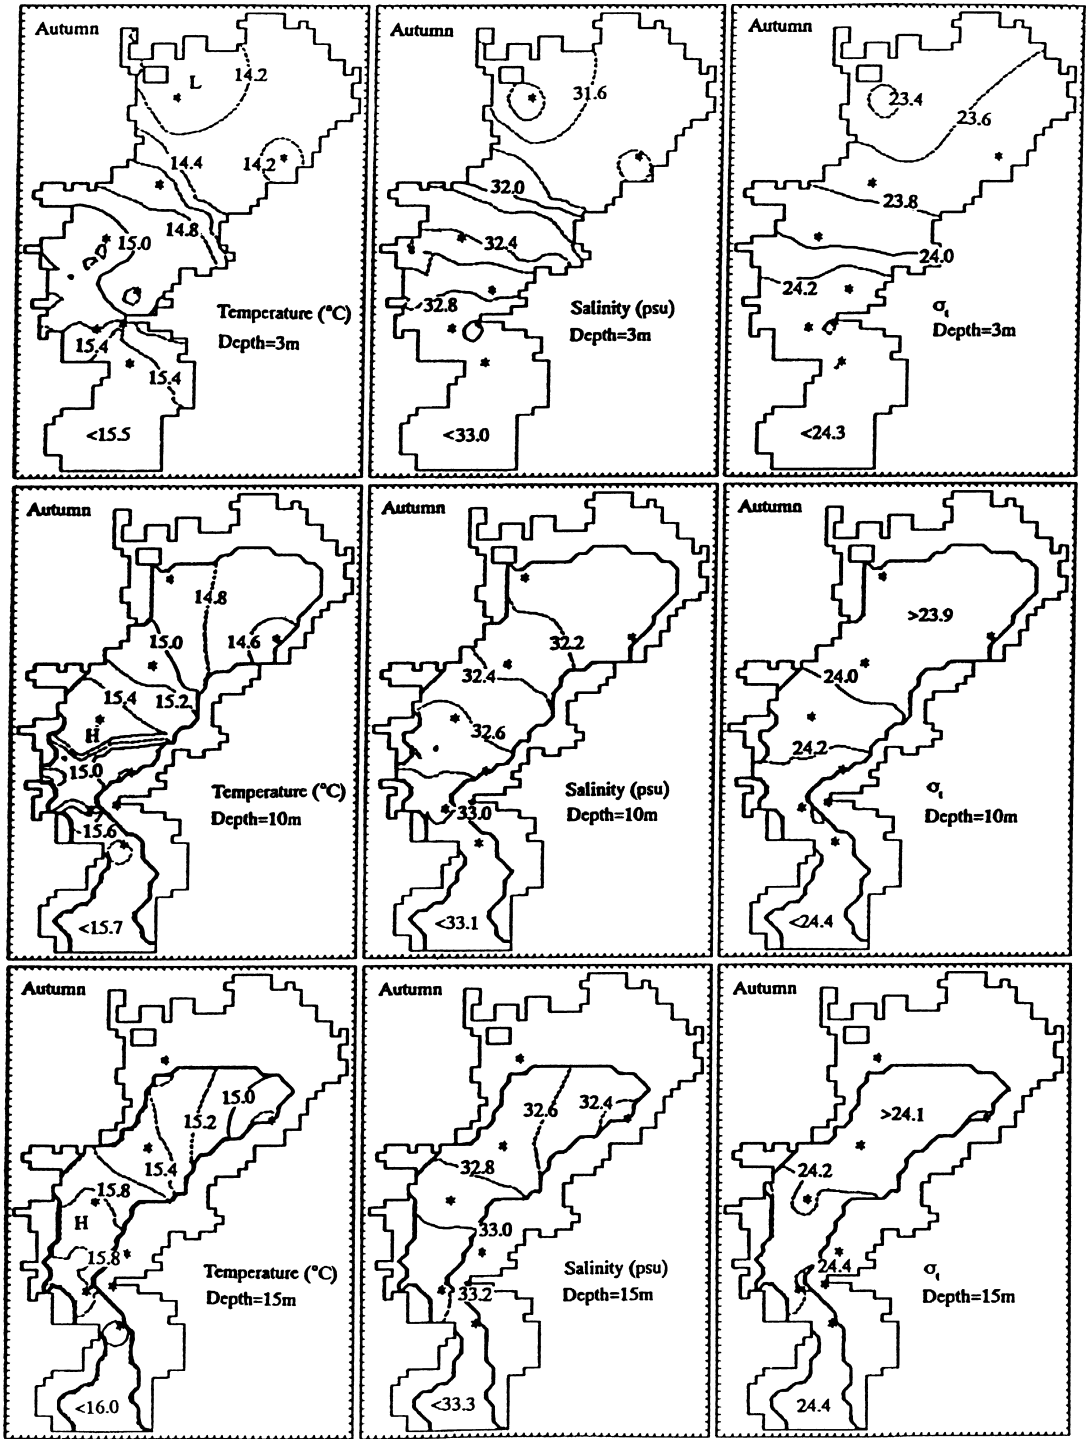 Autumn
L
14.2
14.4
14.2
14.8
15.0
15.4
15.4
<15.5
Temperature (°C)
Depth=3m
31.6
32.0
32.4
32.8
<33.0
Salinity (psu)
Depth=3m
Autumn
23.4
23.6
23.8
24.0
24.2
<24.3
σt
Depth=3m
Autumn
14.8
15.0
14.6
15.4
15.2
H
15.0
15.6
<15.7
Temperature (°C)
Depth=10m
Autumn
32.2
32.4
32.6
33.0
<33.1
Salinity (psu)
Depth=10m
Autumn
>23.9
24.0
24.2
<24.4
σt
Depth=10m
Autumn
15.0
15.2
15.4
15.8
H
15.8
<16.0
Temperature (°C)
Depth=15m
Autumn
32.6
32.4
32.8
33.0
33.2
<33.3
Salinity (psu)
Depth=15m
Autumn
>24.1
24.2
24.4
24.4
σt
Depth=15m
Autumn